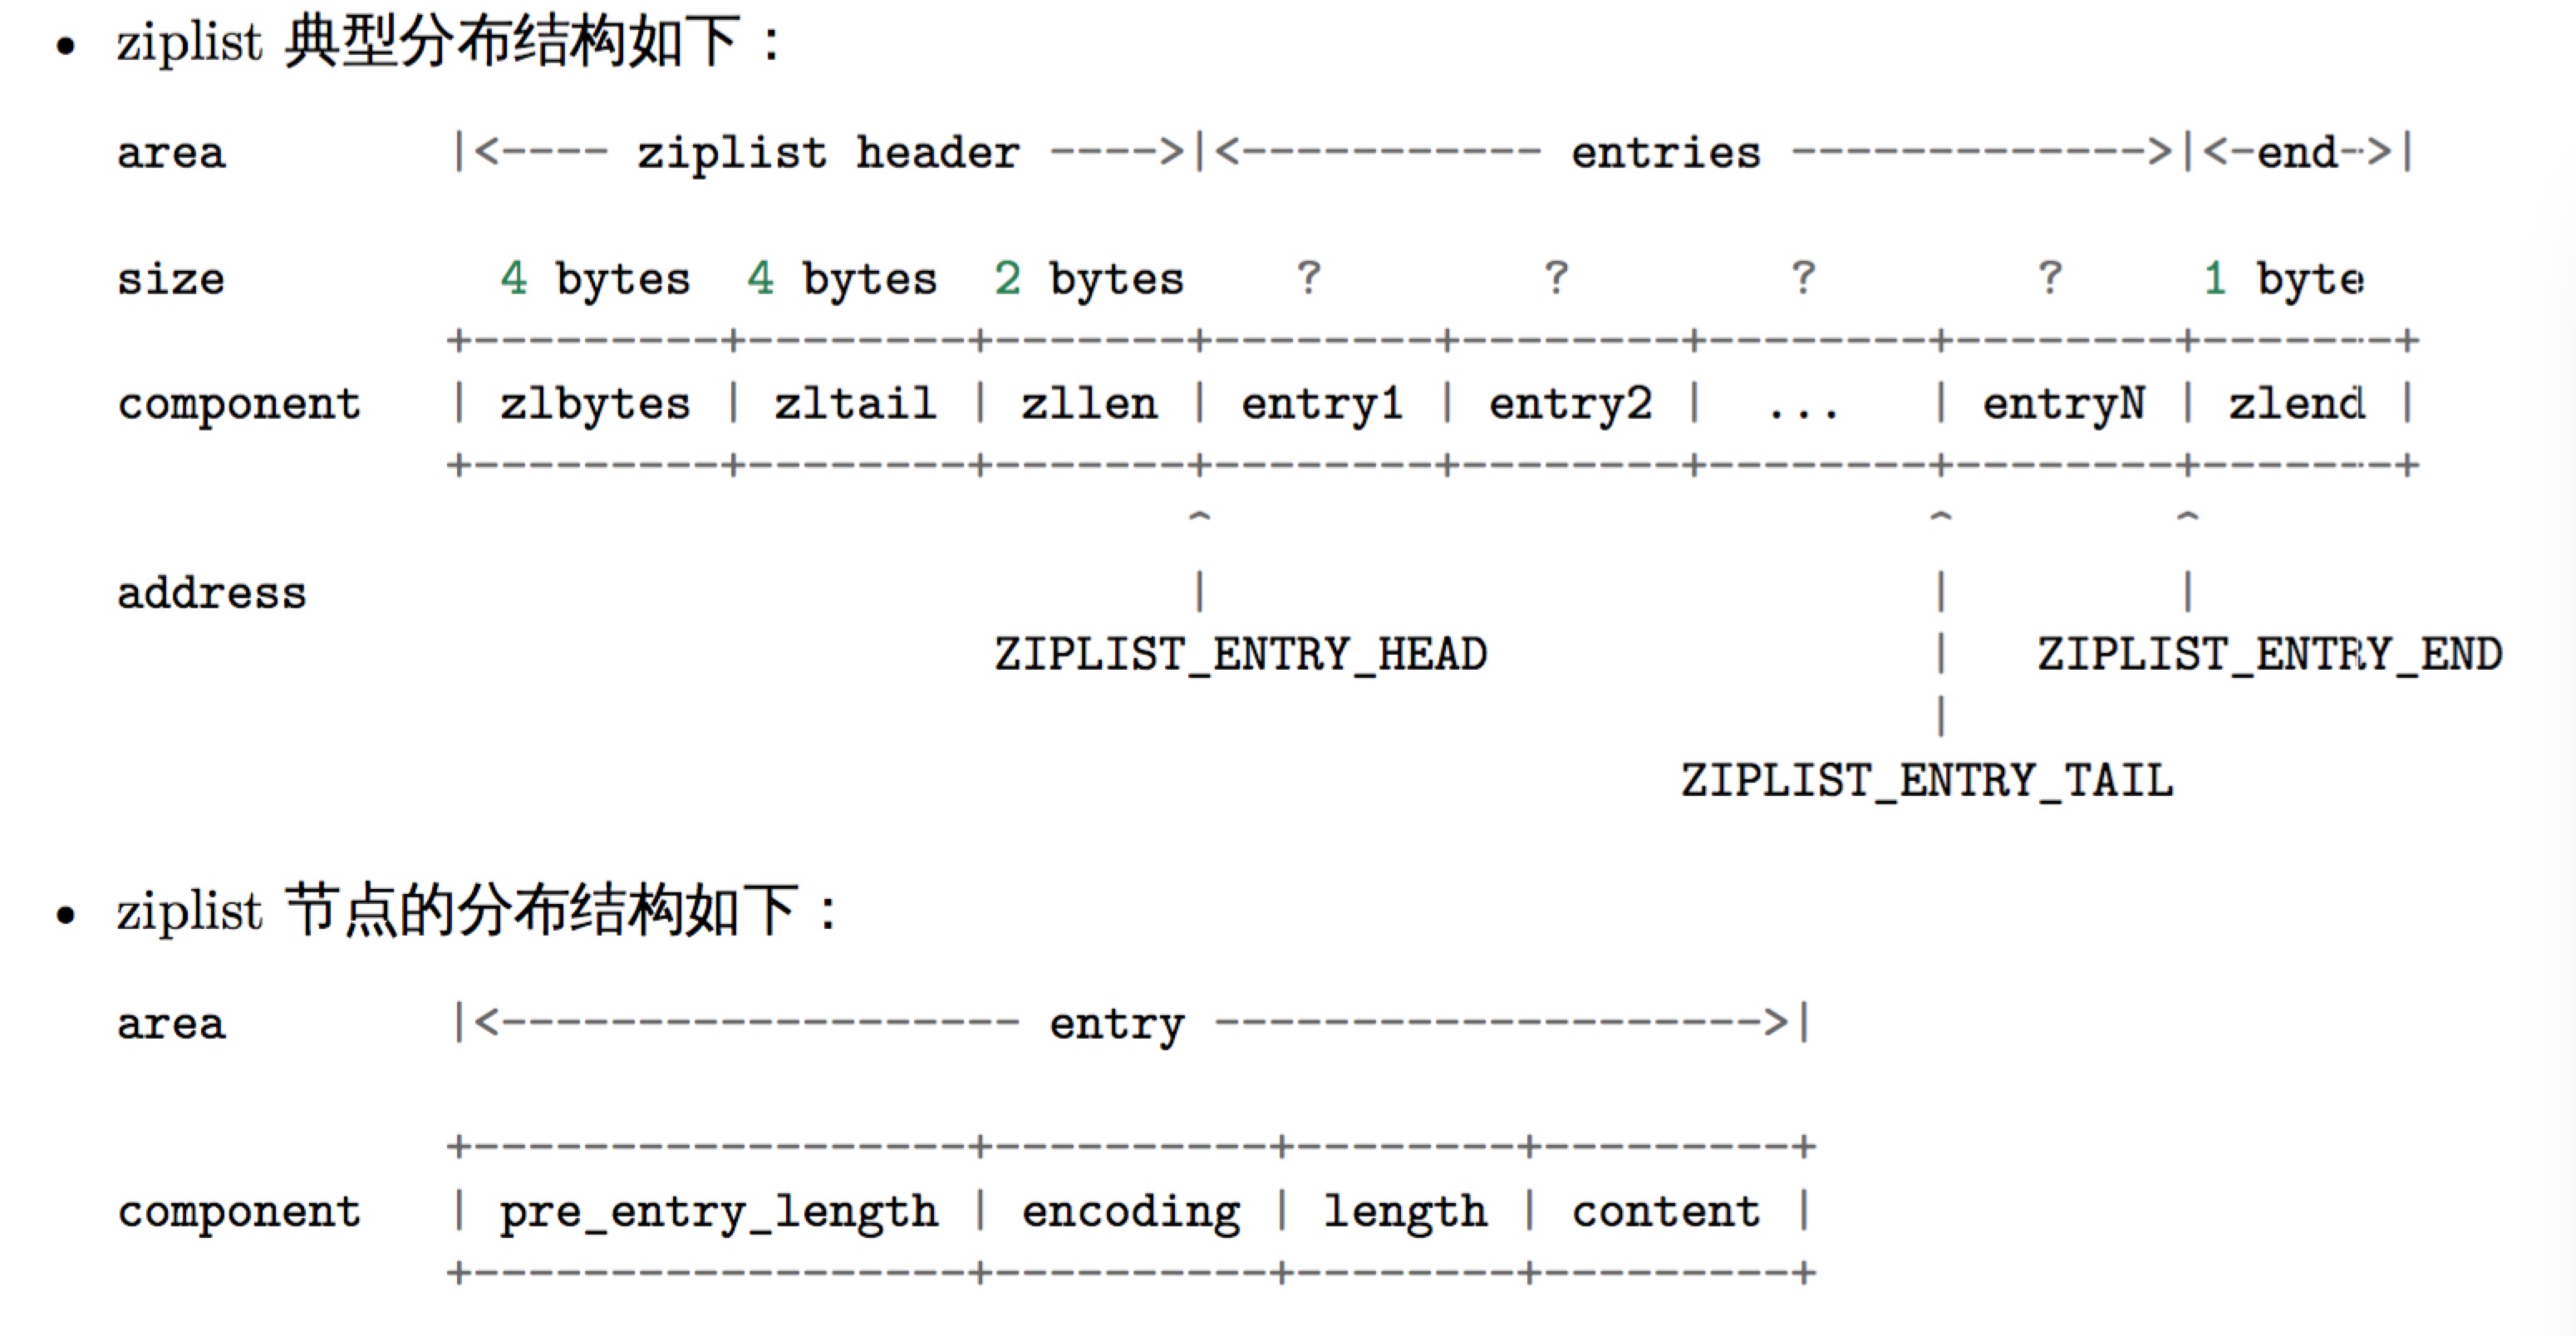 • ziplist 典型分布结构如下：
area |<---- ziplist header ---->|<----------- entries ------------->|<-end->|
size 4 bytes 4 bytes 2 bytes ? ? ? ? 1 byte
+---------+--------+-------+--------+--------+--------+--------+-------+
component | zlbytes | zltail | zllen | entry1 | entry2 | ... | entryN | zlend |
+---------+--------+-------+--------+--------+--------+--------+-------+
^ ^ ^
address | | |
ZIPLIST_ENTRY_HEAD | ZIPLIST_ENTRY_END
|
ZIPLIST_ENTRY_TAIL
• ziplist 节点的分布结构如下：
area |<------------------- entry -------------------->|
+------------------+----------+--------+---------+
component | pre_entry_length | encoding | length | content |
+------------------+----------+--------+---------+